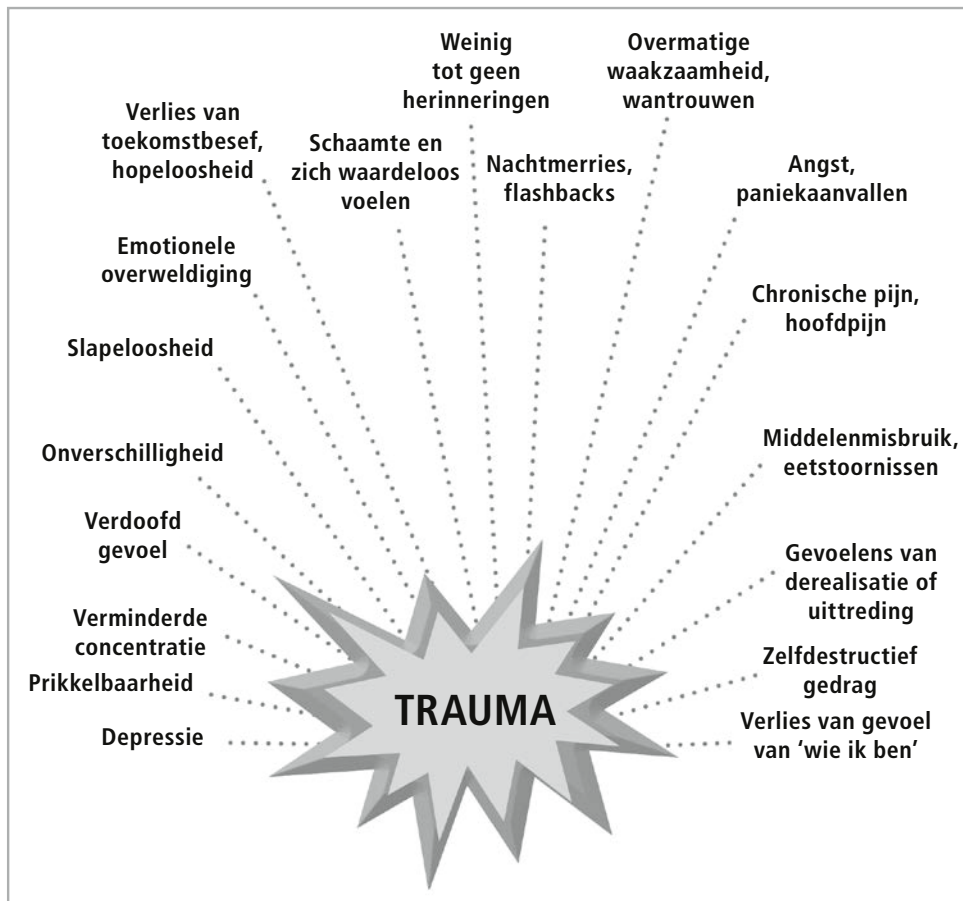 Weinig
tot geen
herinneringen
Overmatige
waakzaamheid,
wantrouwen
Verlies van
toekomstbesef,
hopeloosheid
Schaamte en
zich waardeloos
voelen
Nachtmerries,
flashbacks
Angst,
paniekaanvallen
Emotionele
overweldiging
Chronische pijn,
hoofdpijn
Slapeloosheid
Onverschilligheid
Middelenmisbruik,
eetstoornissen
Verdoofd
gevoel
Gevoelens van
derealisatie of
uittreding
Verminderde
concentratie
Zelfdestructief
gedrag
Prikkelbaarheid
Depressie
Verlies van gevoel
van ‘wie ik ben’
TRAUMA